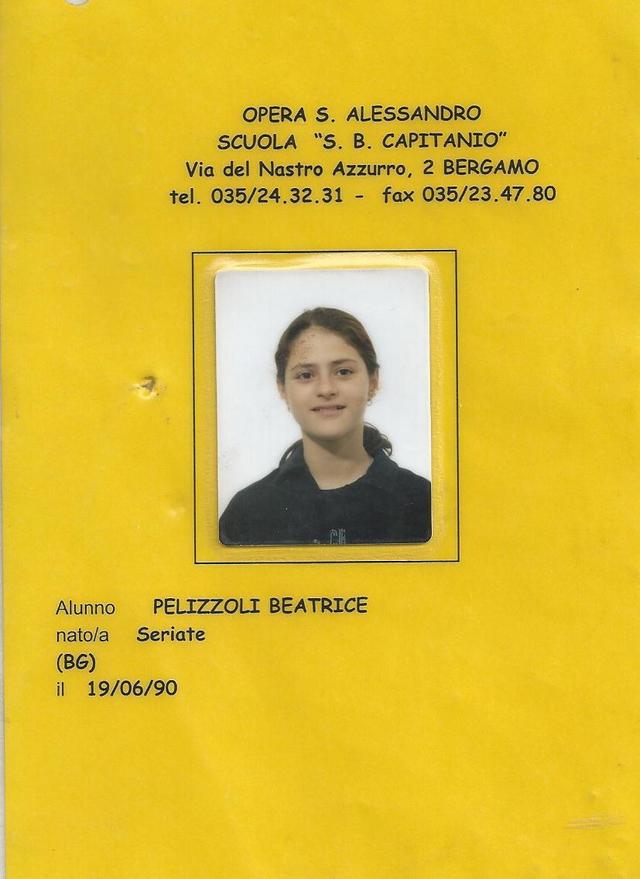 OPERA S. ALESSANDRO
SCUOLA "S. B. CAPITANIO"
Via del Nastro Azzurro, 2 BERGAMO
tel. 035/24.32.31 - fax 035/23.47.80
Alunno PELIZZOLI BEATRICE
nato/a Seriate
(BG)
il 19/06/90